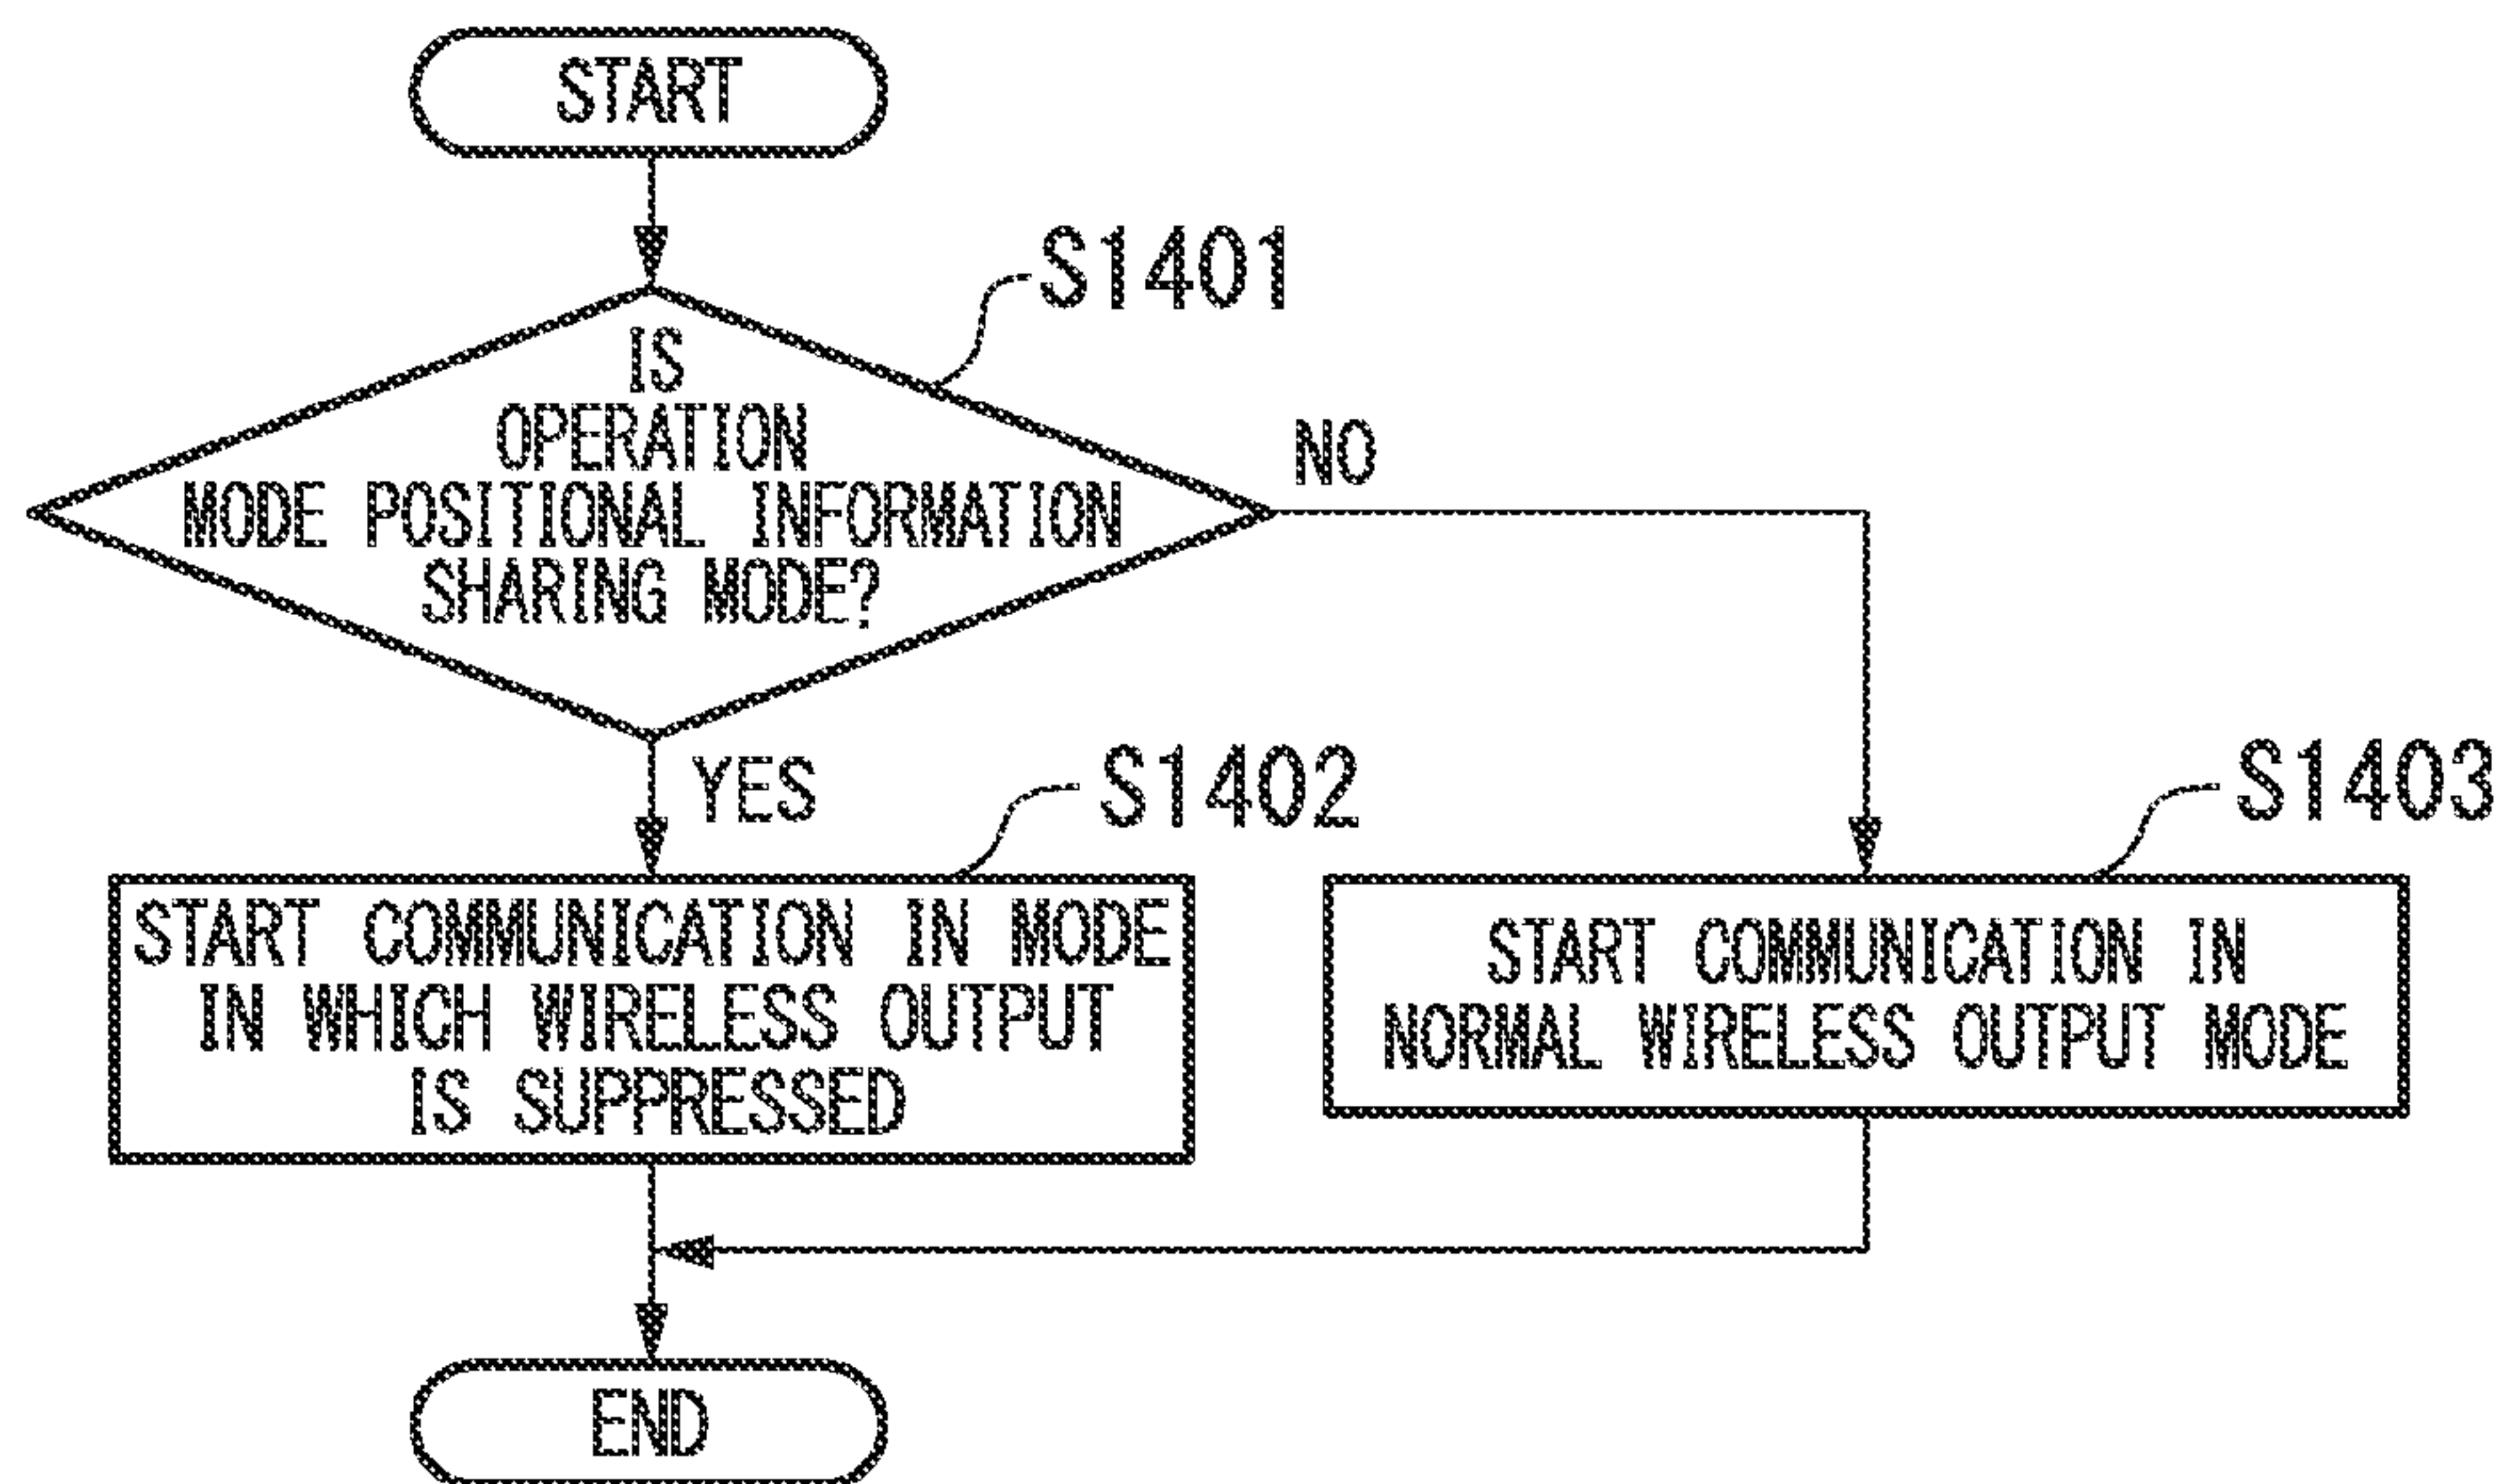 START
S1401
IS
OPERATION
MODE POSITIONAL INFORMATION
SHARING MODE?
NO
YES
S1402
START COMMUNICATION IN MODE
IN WHICH WIRELESS OUTPUT
IS SUPPRESSED
S1403
START COMMUNICATION IN
NORMAL WIRELESS OUTPUT MODE
END